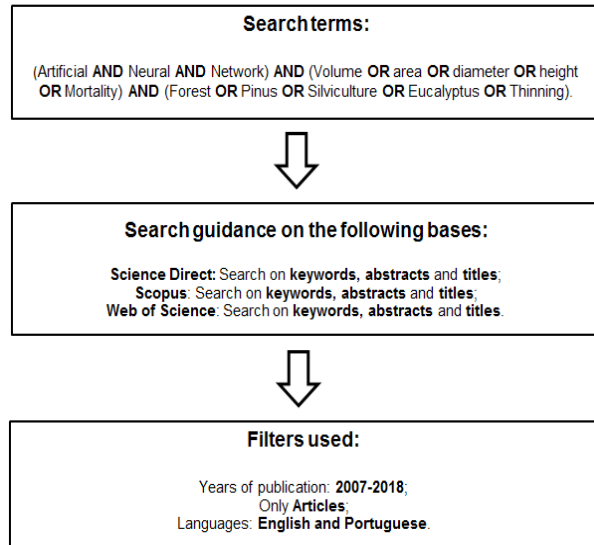 Search terms:
(Artificial AND Neural AND Network) AND (Volume OR area OR diameter OR height
OR Mortality) AND (Forest OR Pinus OR Silviculture OR Eucalyptus OR Thinning).
Search guidance on the following bases:
Science Direct: Search on keywords, abstracts and titles;
Scopus: Search on keywords, abstracts and titles;
Web of Science: Search on keywords, abstracts and titles.
Filters used:
Years of publication: 2007-2018;
Only Articles;
Languages: English and Portuguese.